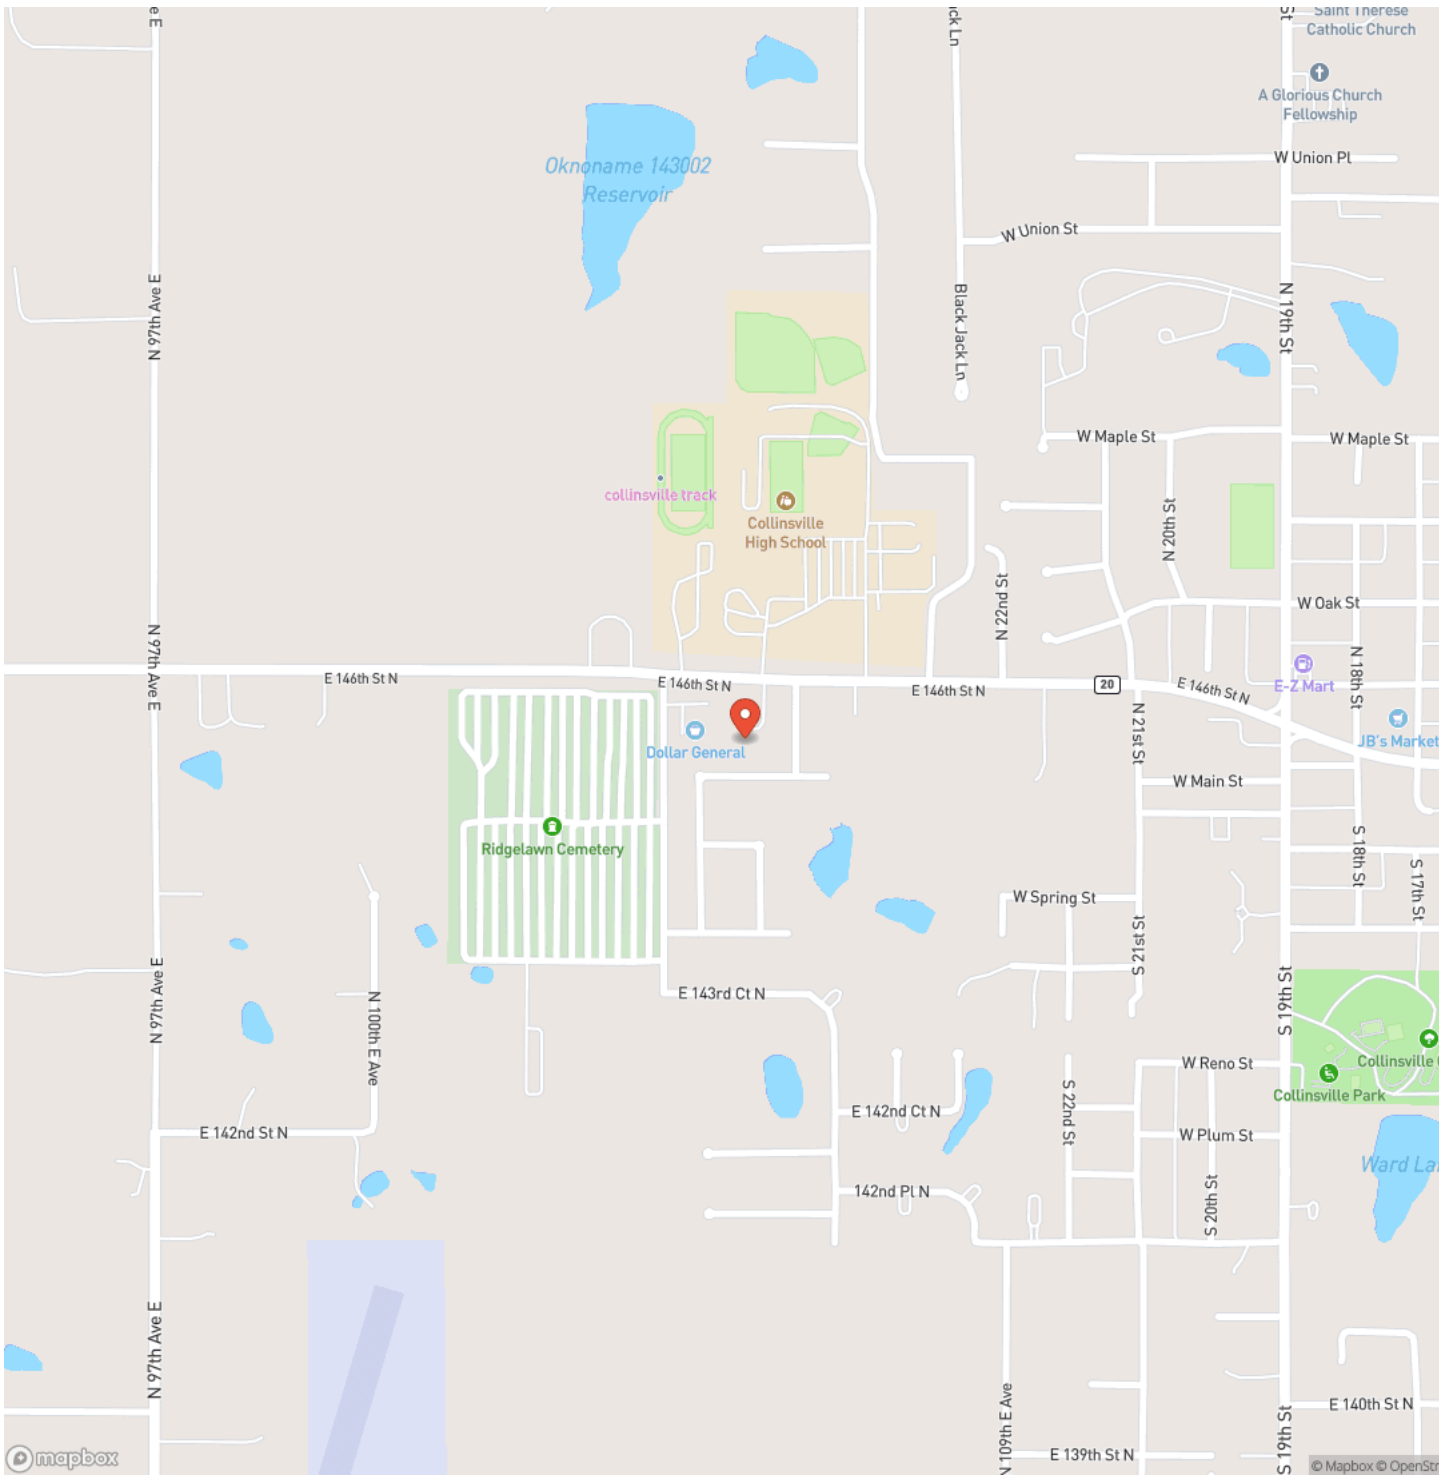 e E
ck Ln
St
Saint Therese
Catholic Church
A Glorious Church
Fellowship
W Union Pl
Oknoname 143002
Reservoir
W Union St
N 97th Ave E
Black Jack Ln
N 19th St
W Maple St
W Maple St
collinsville track
Collinsville
High School
N 20th St
N 22nd St
W Oak St
N 97th Ave E
E 146th St N
E 146th St N
E 146th St N
20
E 146th St N
E-Z Mart
N 18th St
N 21st St
JB's Market
Dollar General
W Main St
Ridgelawn Cemetery
S 18th St
S 17th St
W Spring St
S 21st St
N 97th Ave E
E 143rd Ct N
S 19th St
N 100th E Ave
W Reno St
Collinsville
Collinsville Park
S 22nd St
E 142nd Ct N
E 142nd St N
W Plum St
Ward La
142nd Pl N
S 20th St
N 97th Ave E
N 109th E Ave
E 140th St N
S 19th St
E 139th St N
mapbox
© Mapbox © OpenStr